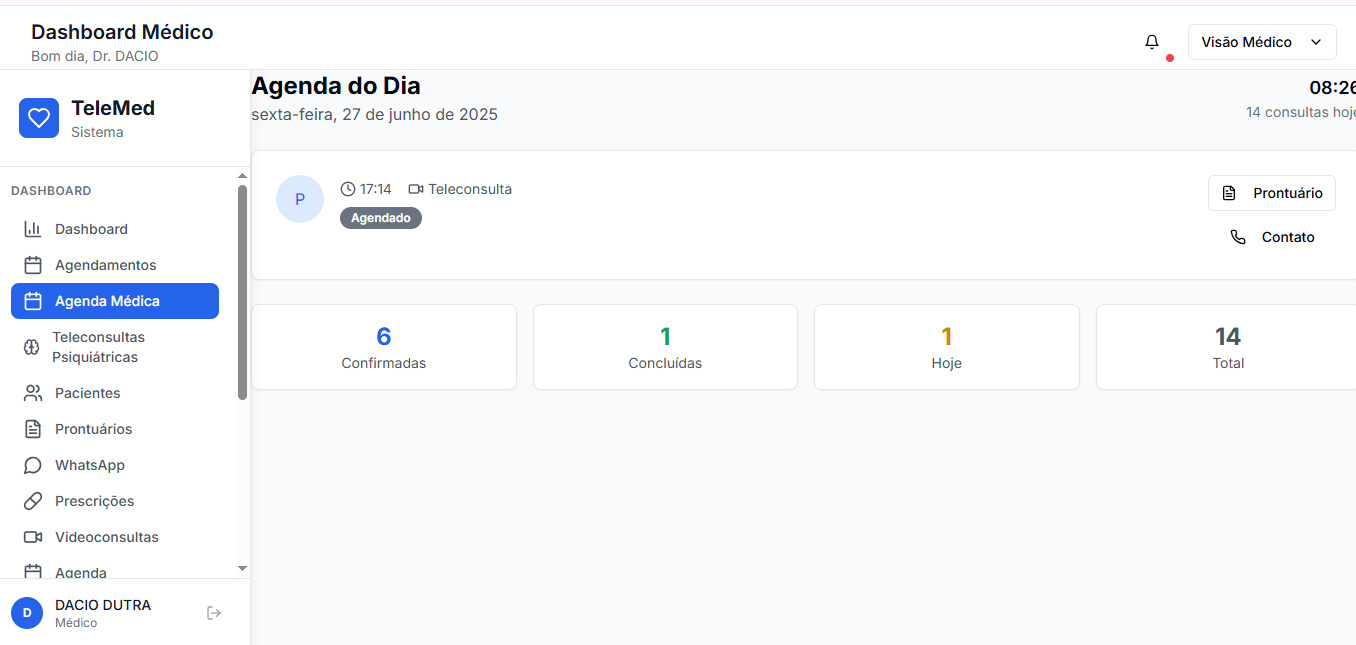 Dashboard Médico
Bom dia, Dr. DACIO
Visão Médico
TeleMed
Sistema
DASHBOARD
Dashboard
Agendamentos
Agenda Médica
Teleconsultas
Psiquiátricas
Pacientes
Prontuários
WhatsApp
Prescrições
Videoconsultas
Agenda
D
DACIO DUTRA
Médico
Agenda do Dia
sexta-feira, 27 de junho de 2025
08:26
14 consultas hoje
P
17:14 Teleconsulta
Agendado
Prontuário
Contato
6
Confirmadas
1
Concluídas
1
Hoje
14
Total